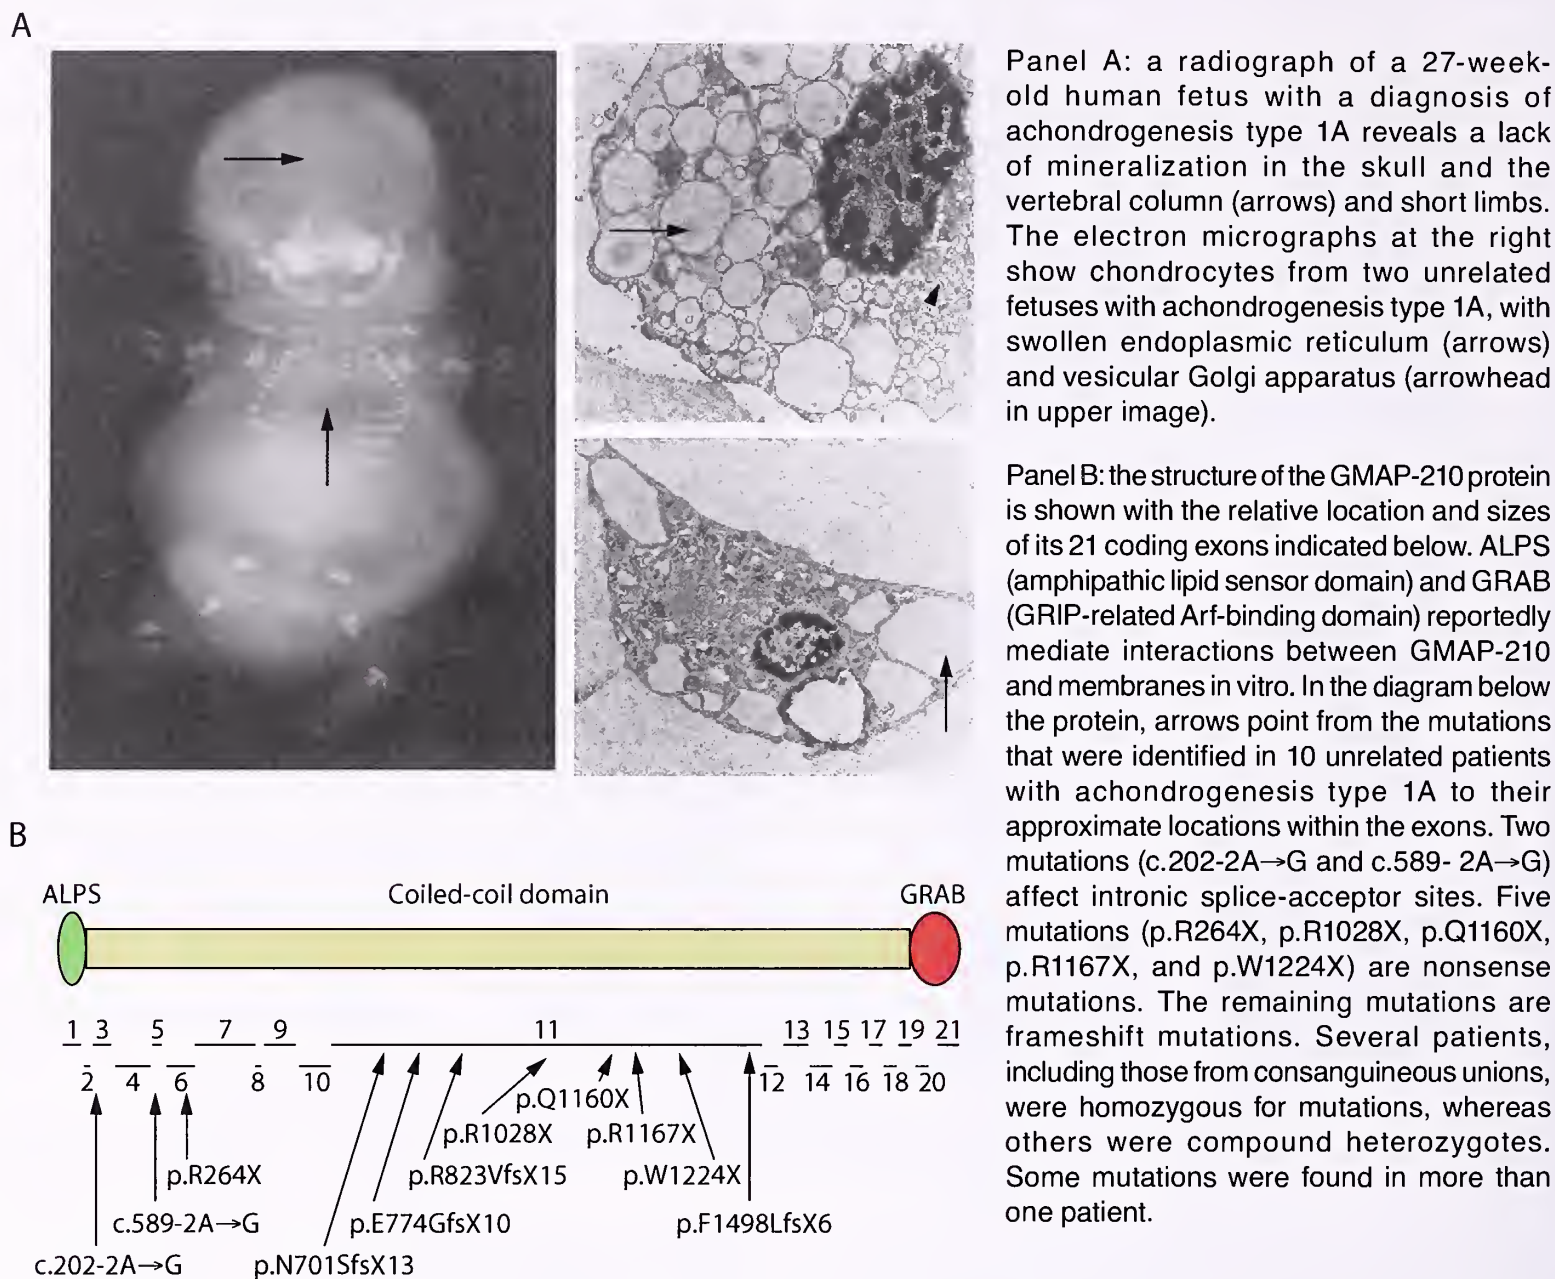 A
Panel A: a radiograph of a 27-week-
old human fetus with a diagnosis of
achondrogenesis type 1A reveals a lack
of mineralization in the skull and the
vertebral column (arrows) and short limbs.
The electron micrographs at the right
show chondrocytes from two unrelated
fetuses with achondrogenesis type 1A, with
swollen endoplasmic reticulum (arrows)
and vesicular Golgi apparatus (arrowhead
in upper image).
Panel B: the structure of the GMAP-210 protein
is shown with the relative location and sizes
of its 21 coding exons indicated below. ALPS
(amphipathic lipid sensor domain) and GRAB
(GRIP-related Arf-binding domain) reportedly
mediate interactions between GMAP-210
and membranes in vitro. In the diagram below
the protein, arrows point from the mutations
that were identified in 10 unrelated patients
with achondrogenesis type 1A to their
approximate locations within the exons. Two
mutations (c.202-2A→G and c.589- 2A→G)
affect intronic splice-acceptor sites. Five
mutations (p.R264X, p.R1028X, p.Q1160X,
p.R1167X, and p.W1224X) are nonsense
mutations. The remaining mutations are
frameshift mutations. Several patients,
including those from consanguineous unions,
were homozygous for mutations, whereas
others were compound heterozygotes.
Some mutations were found in more than
one patient.
B
ALPS Coiled-coil domain GRAB
1 3 5 7 9 11 13 15 17 19 21
2 4 6 8 10 12 14 16 18 20
p.Q1160X
p.R1028X p.R1167X
p.R264X p.R823VfsX15 p.W1224X
c.589-2A→G p.E774GfsX10 p.F1498LfsX6
c.202-2A→G p.N701SfsX13